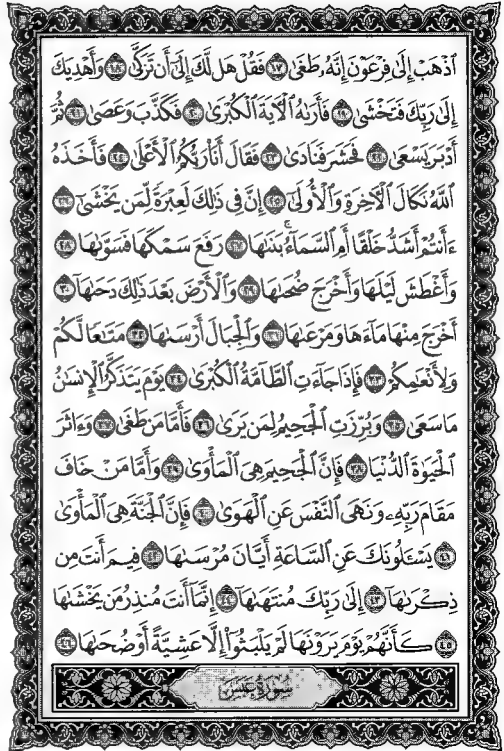 ٱذۡهَبۡ إِلَىٰ فِرۡعَوۡنَ إِنَّهُۥ طَغَىٰ ١٧ فَقُلۡ هَل لَّكَ إِلَىٰٓ أَن تَزَكَّىٰ ١٨ وَأَهۡدِيَكَ
إِلَىٰ رَبِّكَ فَتَخۡشَىٰ ١٩ فَأَرَىٰهُ ٱلۡأٓيَةَ ٱلۡكُبۡرَىٰ ٢٠ فَكَذَّبَ وَعَصَىٰ ٢١ ثُمَّ
أَدۡبَرَ يَسۡعَىٰ ٢٢ فَحَشَرَ فَنَادَىٰ ٢٣ فَقَالَ أَنَا۠ رَبُّكُمُ ٱلۡأَعۡلَىٰ ٢٤ فَأَخَذَهُ
ٱللَّهُ نَكَالَ ٱلۡأٓخِرَةِ وَٱلۡأُولَىٰٓ ٢٥ إِنَّ فِي ذَٰلِكَ لَعِبۡرَةٗ لِّمَن يَخۡشَىٰٓ ٢٦
ءَأَنتُمۡ أَشَدُّ خَلۡقًا أَمِ ٱلسَّمَآءُۚ بَنَىٰهَا ٢٧ رَفَعَ سَمۡكَهَا فَسَوَّىٰهَا ٢٨
وَأَغۡطَشَ لَيۡلَهَا وَأَخۡرَجَ ضُحَىٰهَا ٢٩ وَٱلۡأَرۡضَ بَعۡدَ ذَٰلِكَ دَحَىٰهَآ ٣٠
أَخۡرَجَ مِنۡهَا مَآءَهَا وَمَرۡعَىٰهَا ٣١ وَٱلۡجِبَالَ أَرۡسَىٰهَا ٣٢ مَتَٰعٗا لَّكُمۡ
وَلِأَنۡعَٰمِكُمۡ ٣٣ فَإِذَا جَآءَتِ ٱلطَّآمَّةُ ٱلۡكُبۡرَىٰ ٣٤ يَوۡمَ يَتَذَكَّرُ ٱلۡإِنسَٰنُ
مَا سَعَىٰ ٣٥ وَبُرِّزَتِ ٱلۡجَحِيمُ لِمَن يَرَىٰ ٣٦ فَأَمَّا مَن طَغَىٰ ٣٧ وَءَاثَرَ
ٱلۡحَيَوٰةَ ٱلدُّنۡيَا ٣٨ فَإِنَّ ٱلۡجَحِيمَ هِيَ ٱلۡمَأۡوَىٰ ٣٩ وَأَمَّا مَنۡ خَافَ
مَقَامَ رَبِّهِۦ وَنَهَى ٱلنَّفۡسَ عَنِ ٱلۡهَوَىٰ ٤٠ فَإِنَّ ٱلۡجَنَّةَ هِيَ ٱلۡمَأۡوَىٰ
٤١ يَسۡـَٔلُونَكَ عَنِ ٱلسَّاعَةِ أَيَّانَ مُرۡسَىٰهَا ٤٢ فِيمَ أَنتَ مِن
ذِكۡرَىٰهَآ ٤٣ إِلَىٰ رَبِّكَ مُنتَهَىٰهَآ ٤٤ إِنَّمَآ أَنتَ مُنذِرُ مَن يَخۡشَىٰهَا
٤٥ كَأَنَّهُمۡ يَوۡمَ يَرَوۡنَهَا لَمۡ يَلۡبَثُوٓاْ إِلَّا عَشِيَّةً أَوۡ ضُحَىٰهَا ٤٦
سُورَةُ عَبَسَ